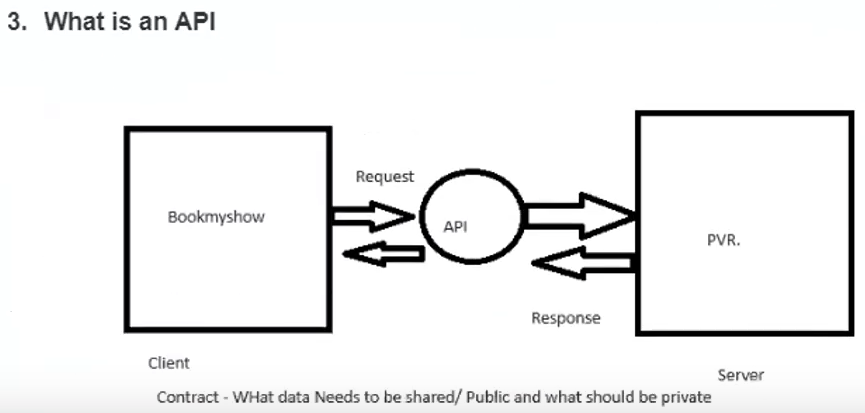 3. What is an API
Request
Bookmyshow
API
PVR.
Response
Client
Server
Contract - WHat data Needs to be shared/ Public and what should be private